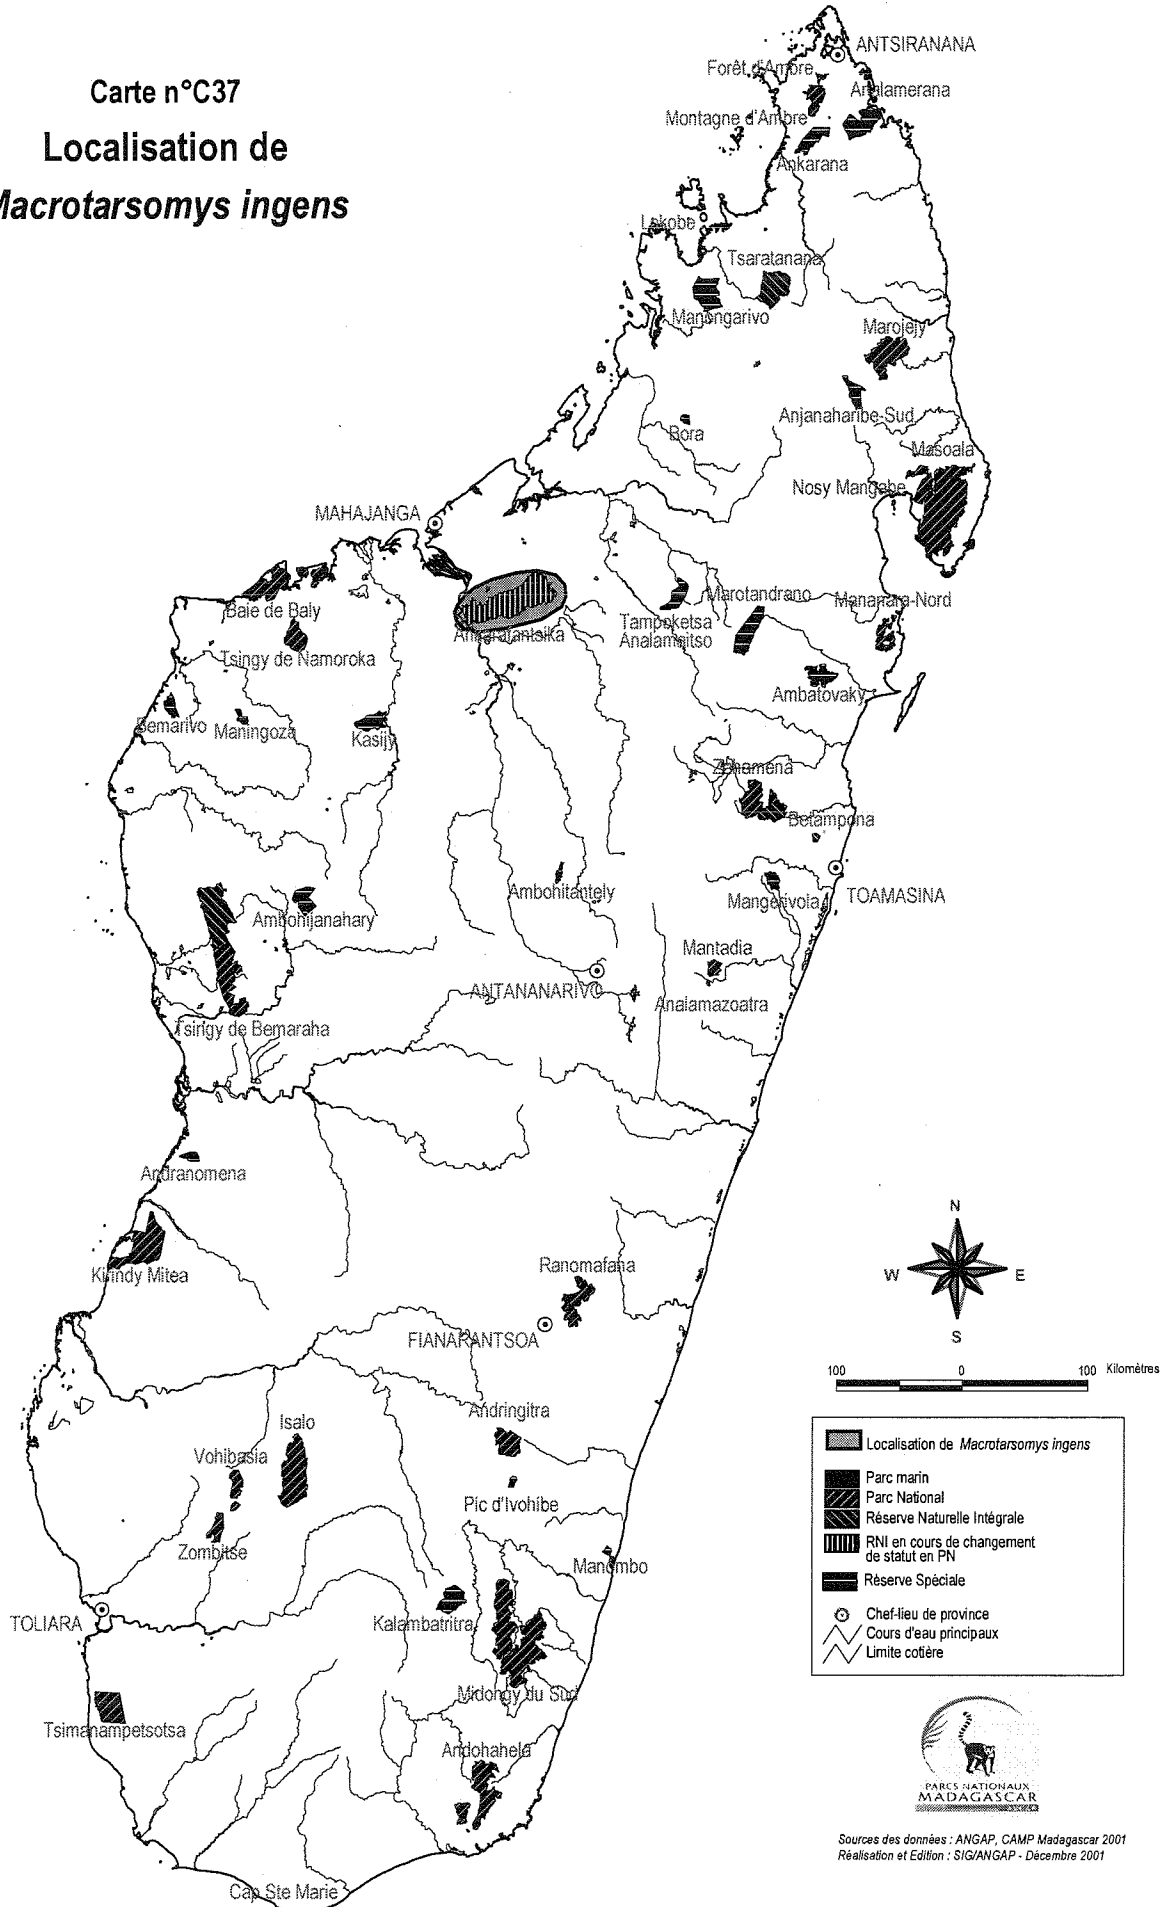 Carte n°C37
Localisation de
Macrotarsomys ingens
ANTSIRANANA
Forêt d'Ambre
Analamerana
Montagne d'Ambre
Ankarana
Lokobe
Tsaratanana
Manongarivo
Marojejy
Anjanaharibe-Sud
Bora
Masoala
Nosy Mangabe
MAHAJANGA
Baie de Baly
Ankarafantsika
Marotandrano
Mananara-Nord
Tampoketsa
Analamaitso
Tsingy de Namoroka
Ambatovaky
Bemarivo
Maningoza
Kasijy
Zahamena
Betampona
Ambohitantely
Mangerivola
TOAMASINA
Ambohijanahary
Mantadia
ANTANANARIVO
Analamazoatra
Tsingy de Bemaraha
Andranomena
Kirindy Mitea
Ranomafana
FIANARANTSOA
Andringitra
Isalo
Vohibasia
Pic d'Ivohibe
Zombitse
Manombo
TOLIARA
Kalambatritra
Midongy du Sud
Tsimanampetsotsa
Andohahela
Cap Ste Marie
N
W
E
S
100 0 100 Kilomètres
Localisation de Macrotarsomys ingens
Parc marin
Parc National
Réserve Naturelle Intégrale
RNI en cours de changement
de statut en PN
Réserve Spéciale
Chef-lieu de province
Cours d'eau principaux
Limite cotière
PARCS NATIONAUX
MADAGASCAR
Sources des données : ANGAP, CAMP Madagascar 2001
Réalisation et Edition : SIG/ANGAP - Décembre 2001